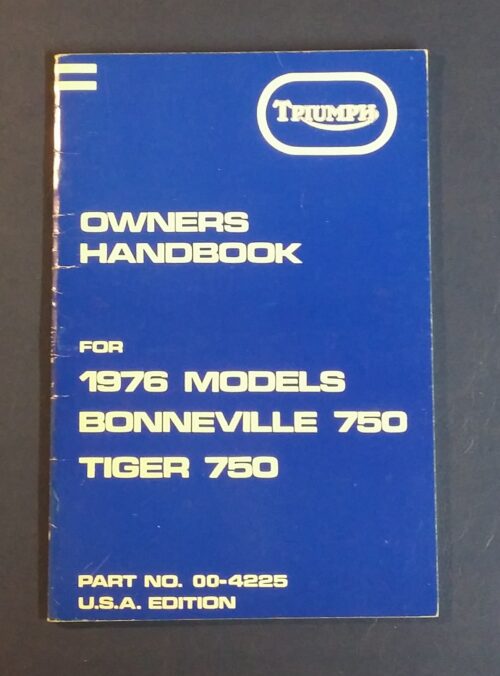 TRIUMPH
OWNERS
HANDBOOK
FOR
1976 MODELS
BONNEVILLE 750
TIGER 750
PART NO. 00-4225
U.S.A. EDITION